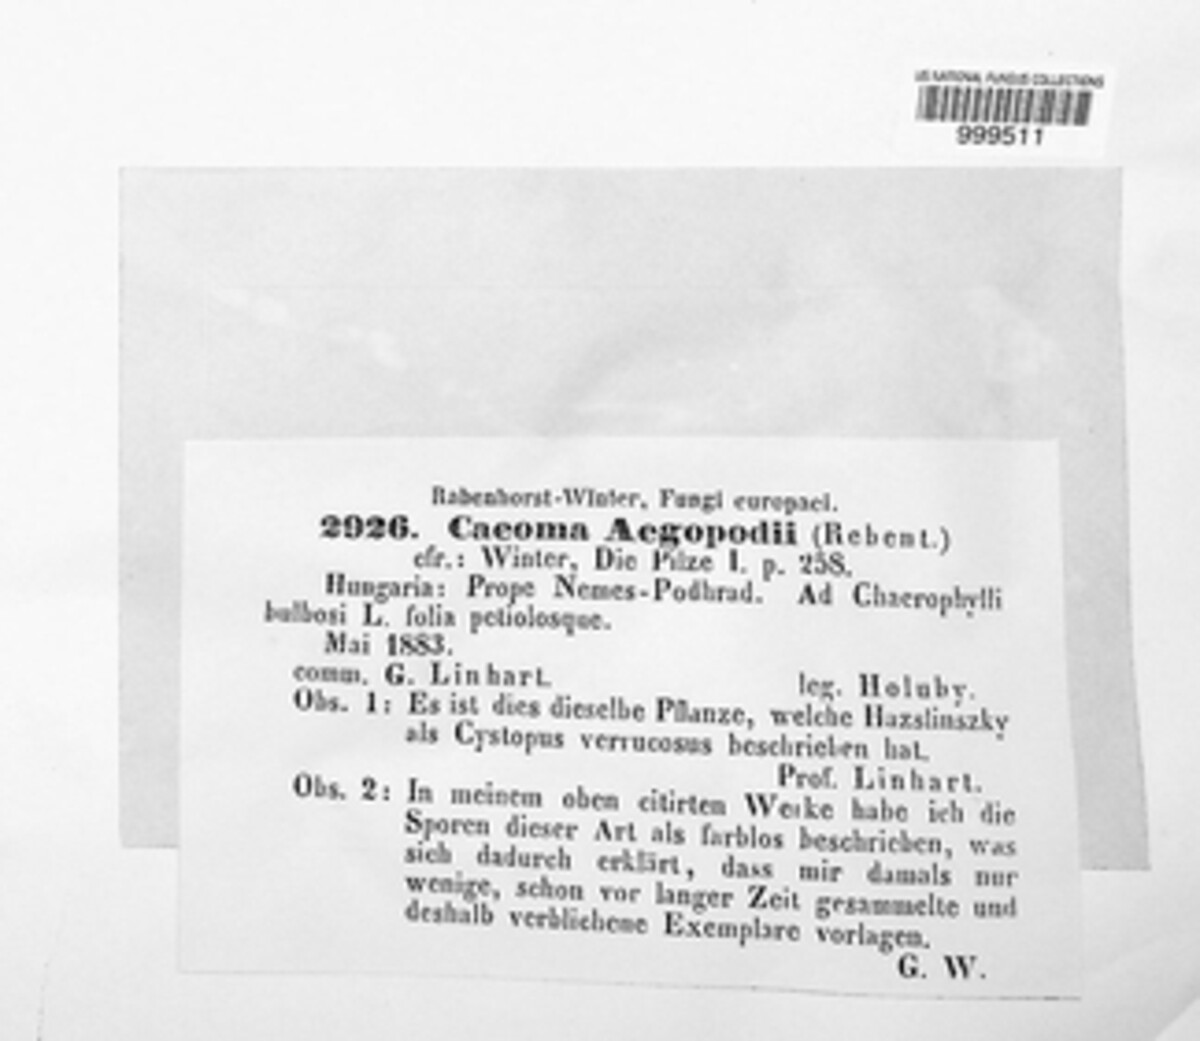 US NATIONAL FUNGUS COLLECTIONS
999511
Rabenhorst-Winter, Fungi europaei.
2926. Caeoma Aegopodii (Rebent.)
cfr.: Winter, Die Pilze I. p. 258.
Hungaria: Prope Nemes-Podhrad. Ad Chaerophylli
bulbosi L. folia petiolosque.
Mai 1883.
comm. G. Linhart. leg. Holuby.
Obs. 1: Es ist dies dieselbe Pflanze, welche Hazslinszky
als Cystopus verrucosus beschrieben hat.
Prof. Linhart.
Obs. 2: In meinem oben citirten Werke habe ich die
Sporen dieser Art als farblos beschrieben, was
sich dadurch erklärt, dass mir damals nur
wenige, schon vor langer Zeit gesammelte und
deshalb verblichene Exemplare vorlagen.
G. W.